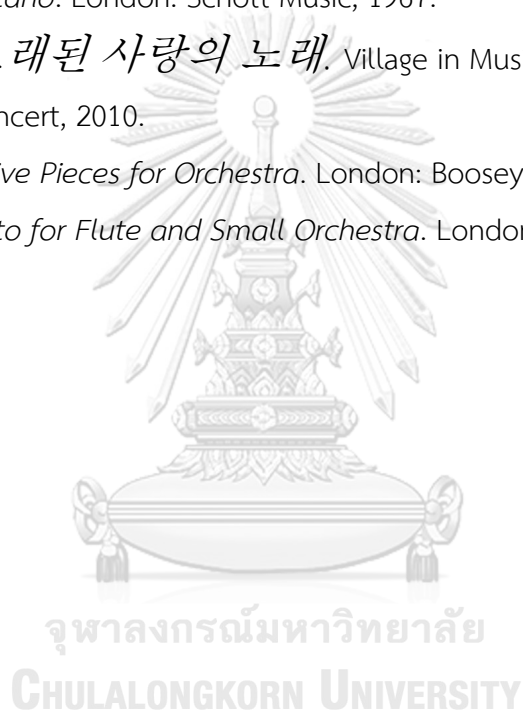 cano. London: Schott Music, 1967.
. 래된 사랑의 노래. Village in Mus
ncert, 2010.
ive Pieces for Orchestra. London: Boosey
to for Flute and Small Orchestra. London
จุฬาลงกรณ์มหาวิทยาลัย
CHULALONGKORN UNIVERSITY